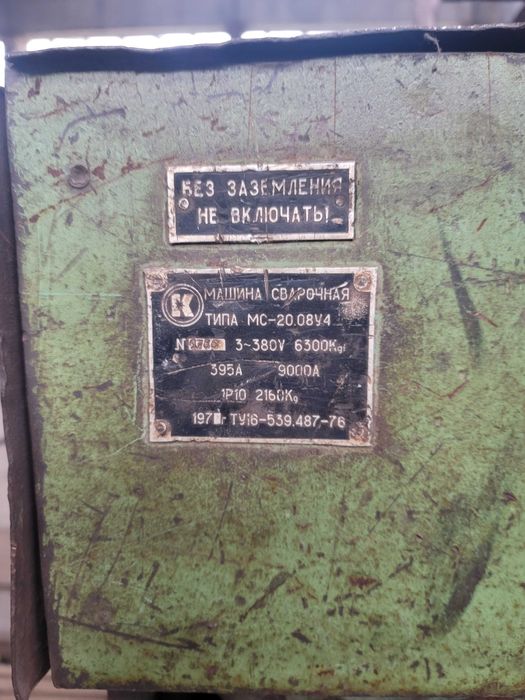 БЕЗ ЗАЗЕМЛЕНИЯ
НЕ ВКЛЮЧАТЬ!
МАШИНА СВАРОЧНАЯ
ТИПА МС-20.08У4
N 3~380V 6300Kgf
395A 9000A
1P10 2160Kg
ТУ16-539.487-76